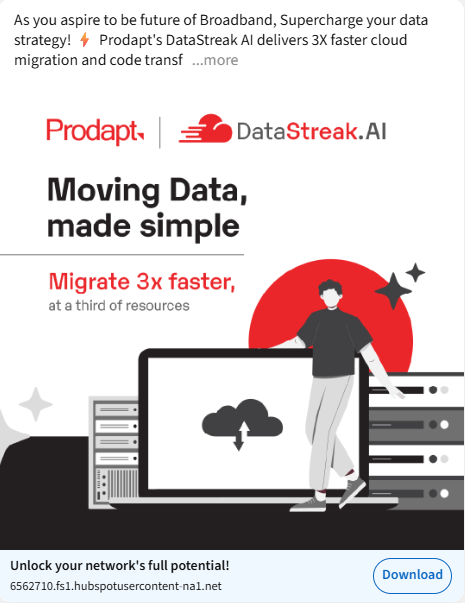 As you aspire to be future of Broadband, Supercharge your data
strategy! ⚡ Prodapt's DataStreak AI delivers 3X faster cloud
migration and code transf ...more
Prodapt. DataStreak.AI
Moving Data,
made simple
Migrate 3x faster,
at a third of resources
Unlock your network's full potential!
6562710.fs1.hubspotusercontent-na1.net
Download